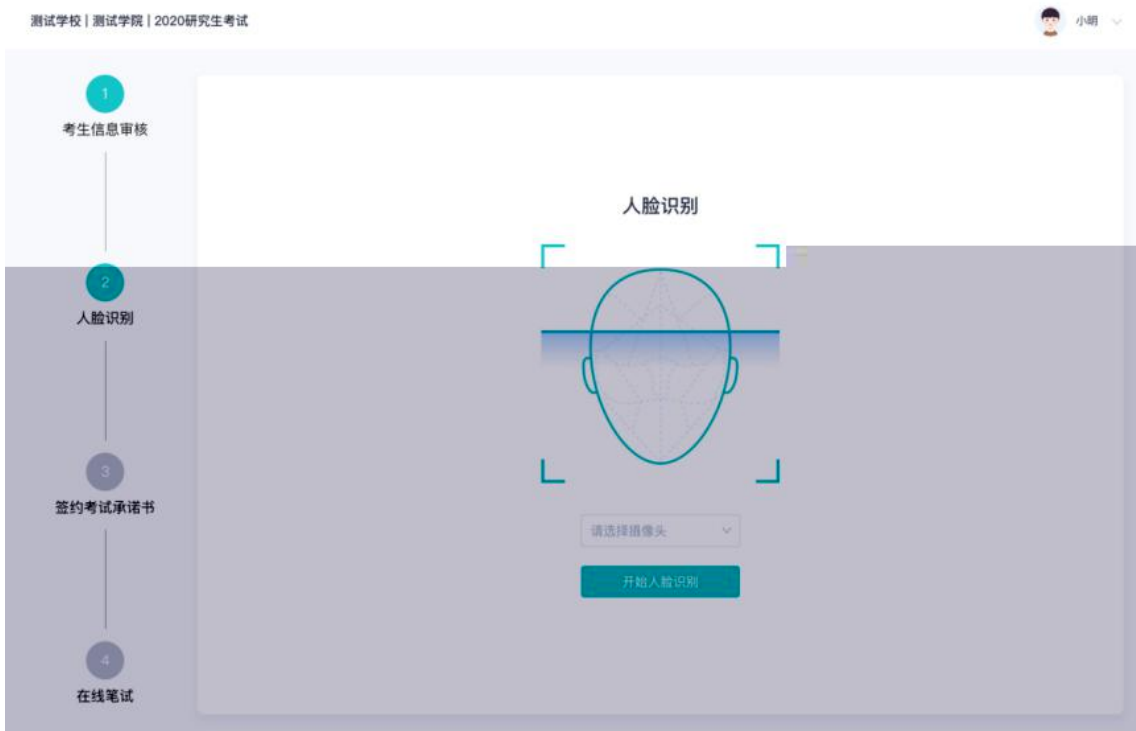 测试学校 | 测试学院 | 2020研究生考试
小明
1
考生信息审核
人脸识别
2
人脸识别
3
签约考试承诺书
请选择摄像头
开始人脸识别
4
在线笔试